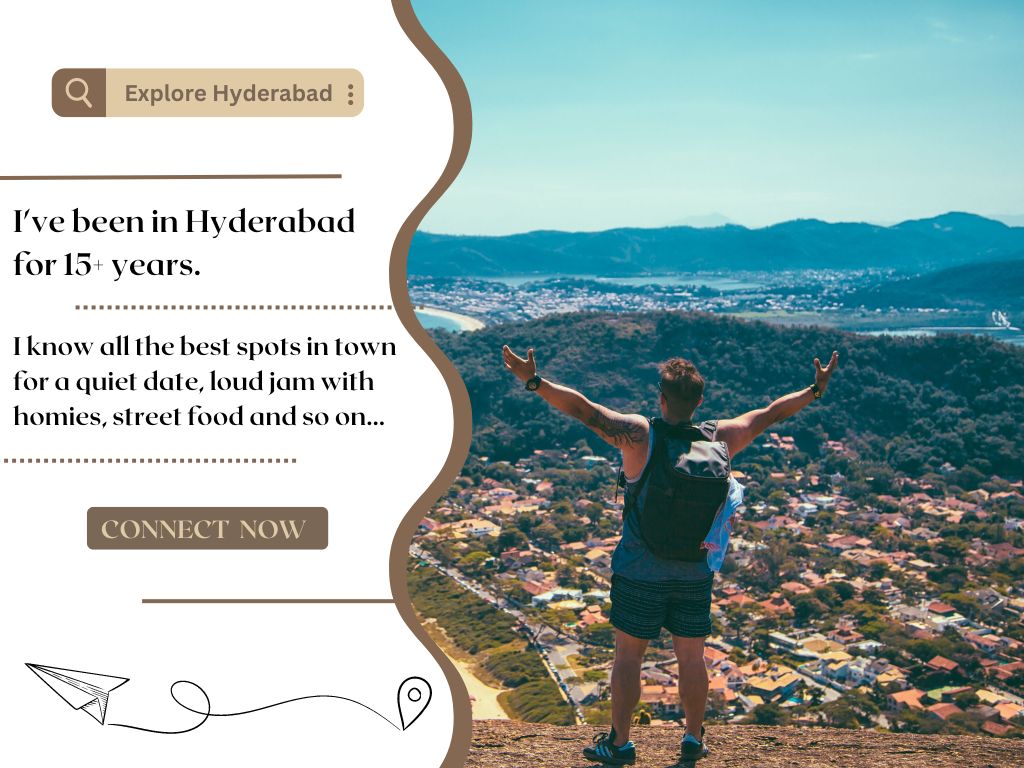 Explore Hyderabad
I've been in Hyderabad
for 15+ years.
I know all the best spots in town
for a quiet date, loud jam with
homies, street food and so on...
CONNECT NOW